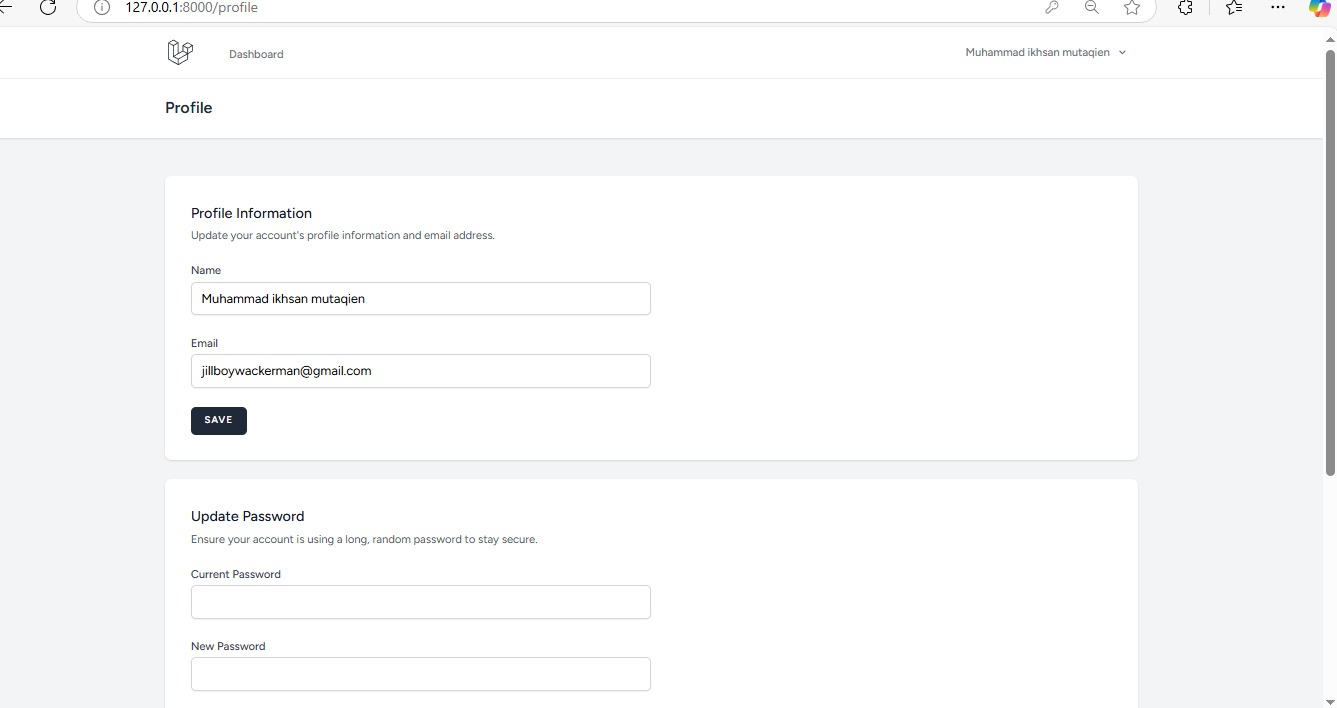 127.0.0.1:8000/profile
Dashboard
Muhammad ikhsan mutaqien
Profile
Profile Information
Update your account's profile information and email address.
Name
Muhammad ikhsan mutaqien
Email
jillboywackerman@gmail.com
SAVE
Update Password
Ensure your account is using a long, random password to stay secure.
Current Password
New Password